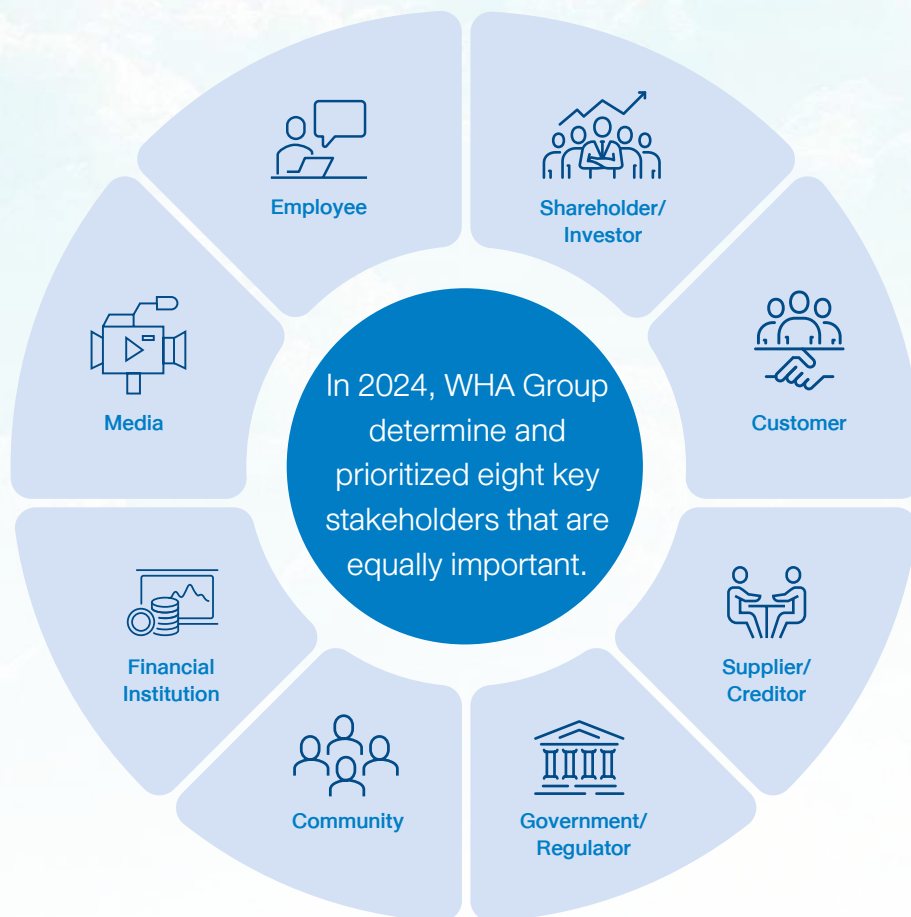 Employee
Shareholder/
Investor
Media
Customer
In 2024, WHA Group
determine and
prioritized eight key
stakeholders that are
equally important.
Financial
Institution
Supplier/
Creditor
Community
Government/
Regulator